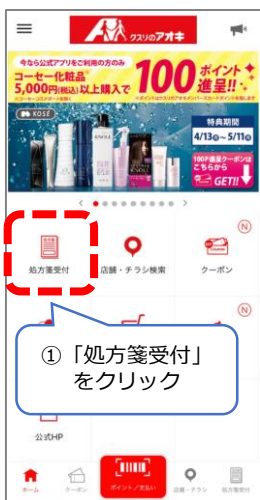 クスリのアオキ
今なら公式アプリをご利用の方のみ
コーセー化粧品
5,000円(税込)以上購入で
100ポイント進呈!!
KOSÉ
特典期間
4/13～5/11
100P進呈クーポンは
こちらから
GET!!
処方箋受付
店舗・チラシ検索
クーポン
N
N
①「処方箋受付」
をクリック
公式HP
ホーム
クーポン
ポイント／支払い
店舗・チラシ
処方箋受付